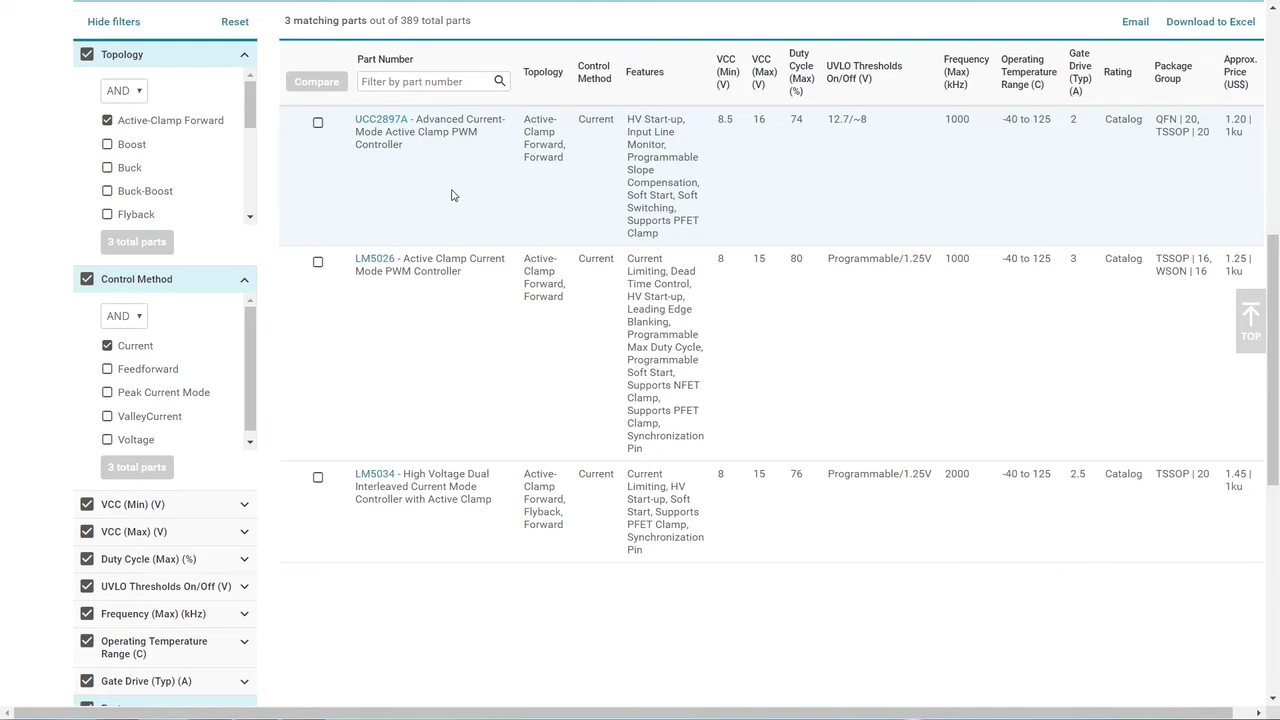 Hide filters
Reset
3 matching parts out of 389 total parts
Email
Download to Excel
Topology
AND
Active-Clamp Forward
Boost
Buck
Buck-Boost
Flyback
3 total parts
Control Method
AND
Current
Feedforward
Peak Current Mode
ValleyCurrent
Voltage
3 total parts
VCC (Min) (V)
VCC (Max) (V)
Duty Cycle (Max) (%)
UVLO Thresholds On/Off (V)
Frequency (Max) (kHz)
Operating Temperature
Range (C)
Gate Drive (Typ) (A)
Compare
Part Number
Filter by part number
Topology
Control
Method
Features
VCC
(Min)
(V)
VCC
(Max)
(V)
Duty
Cycle
(Max)
(%)
UVLO Thresholds
On/Off (V)
Frequency
(Max)
(kHz)
Operating
Temperature
Range (C)
Gate
Drive
(Typ)
(A)
Rating
Package
Group
Approx.
Price
(US$)
UCC2897A - Advanced Current-
Mode Active Clamp PWM
Controller
Active-
Clamp
Forward,
Forward
Current
HV Start-up,
Input Line
Monitor,
Programmable
Slope
Compensation,
Soft Start, Soft
Switching,
Supports PFET
Clamp
8.5
16
74
12.7/~8
1000
-40 to 125
2
Catalog
QFN | 20,
TSSOP | 20
1.20 |
1ku
LM5026 - Active Clamp Current
Mode PWM Controller
Active-
Clamp
Forward,
Forward
Current
Current
Limiting, Dead
Time Control,
HV Start-up,
Leading Edge
Blanking,
Programmable
Max Duty Cycle,
Programmable
Soft Start,
Supports NFET
Clamp,
Supports PFET
Clamp,
Synchronization
Pin
8
15
80
Programmable/1.25V
1000
-40 to 125
3
Catalog
TSSOP | 16,
WSON | 16
1.25 |
1ku
LM5034 - High Voltage Dual
Interleaved Current Mode
Controller with Active Clamp
Active-
Clamp
Forward,
Flyback,
Forward
Current
Current
Limiting, HV
Start-up, Soft
Start, Supports
PFET Clamp,
Synchronization
Pin
8
15
76
Programmable/1.25V
2000
-40 to 125
2.5
Catalog
TSSOP | 20
1.45 |
1ku
TOP